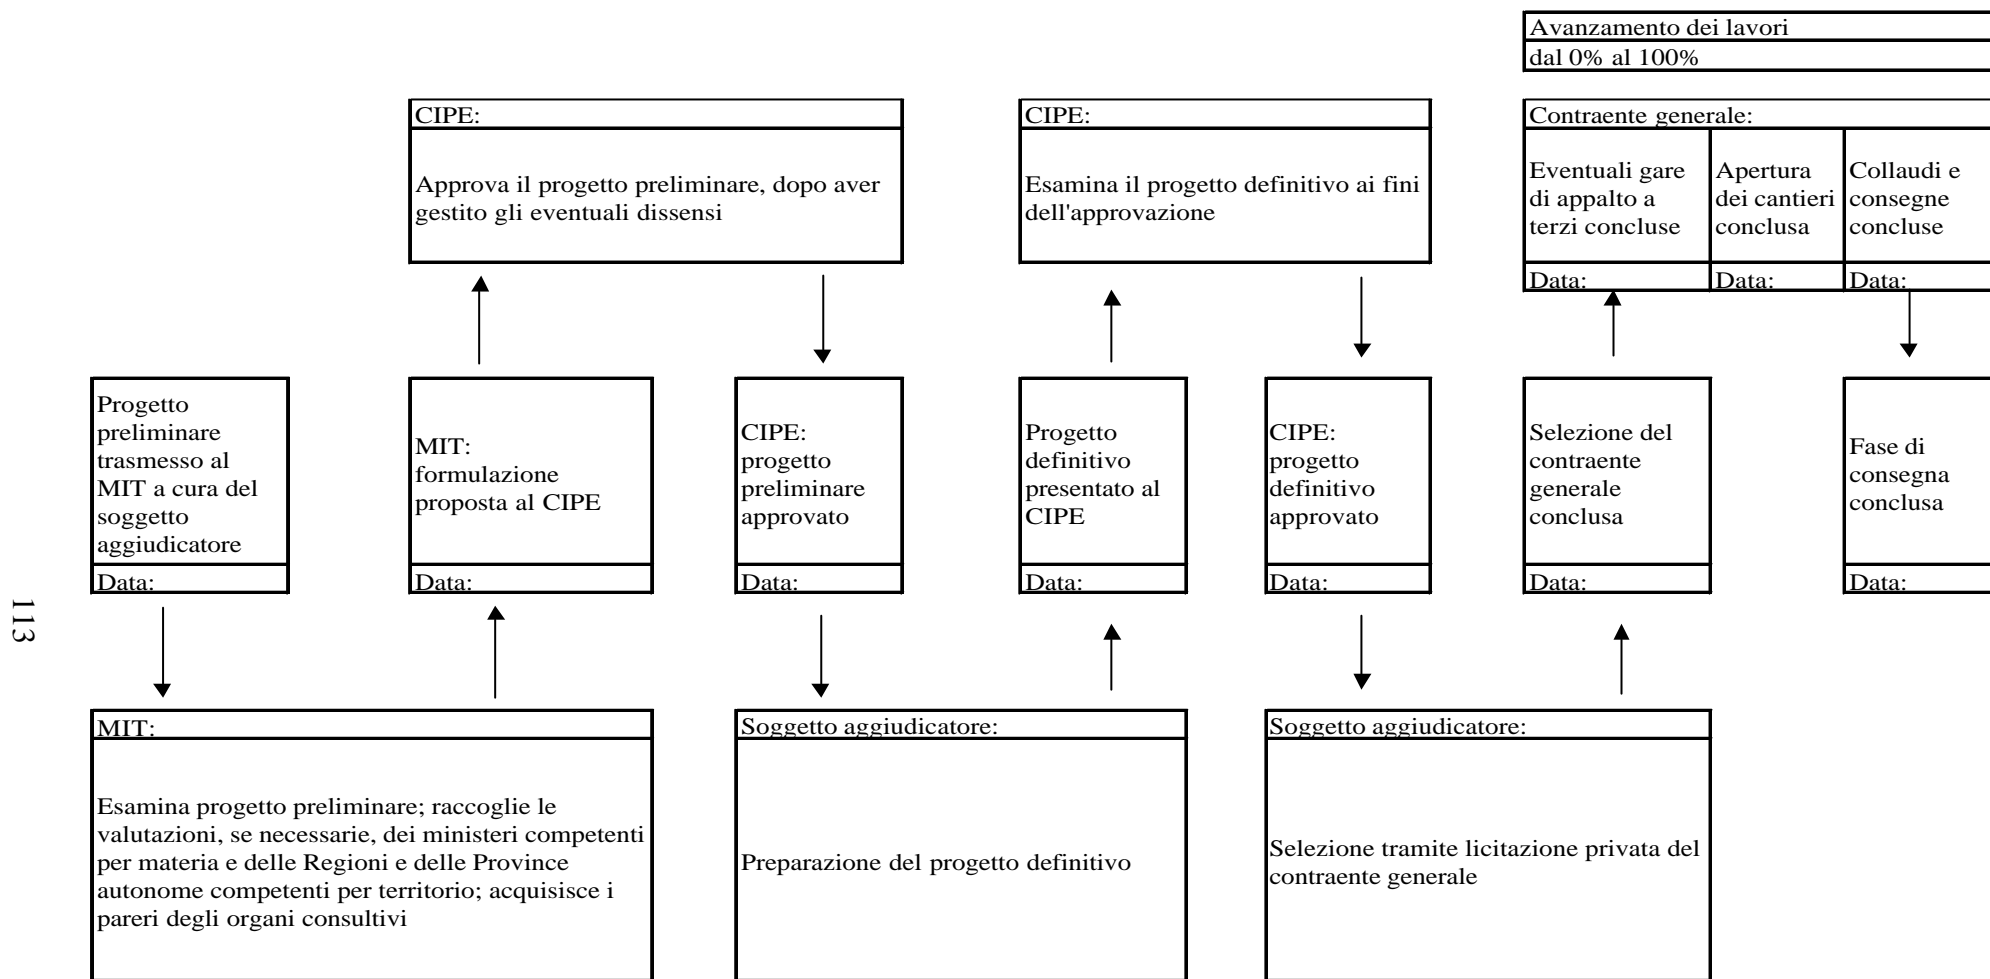 Avanzamento dei lavori
dal 0% al 100%
CIPE:
Approva il progetto preliminare, dopo aver
gestito gli eventuali dissensi
CIPE:
Esamina il progetto definitivo ai fini
dell'approvazione
Contraente generale:
Eventuali gare
di appalto a
terzi concluse
Data:
Apertura
dei cantieri
conclusa
Data:
Collaudi e
consegne
concluse
Data:
Progetto
preliminare
trasmesso al
MIT a cura del
soggetto
aggiudicatore
Data:
MIT:
formulazione
proposta al CIPE
Data:
CIPE:
progetto
preliminare
approvato
Data:
Progetto
definitivo
presentato al
CIPE
Data:
CIPE:
progetto
definitivo
approvato
Data:
Selezione del
contraente
generale
conclusa
Data:
Fase di
consegna
conclusa
Data:
113
MIT:
Esamina progetto preliminare; raccoglie le
valutazioni, se necessarie, dei ministeri competenti
per materia e delle Regioni e delle Province
autonome competenti per territorio; acquisisce i
pareri degli organi consultivi
Soggetto aggiudicatore:
Preparazione del progetto definitivo
Soggetto aggiudicatore:
Selezione tramite licitazione privata del
contraente generale